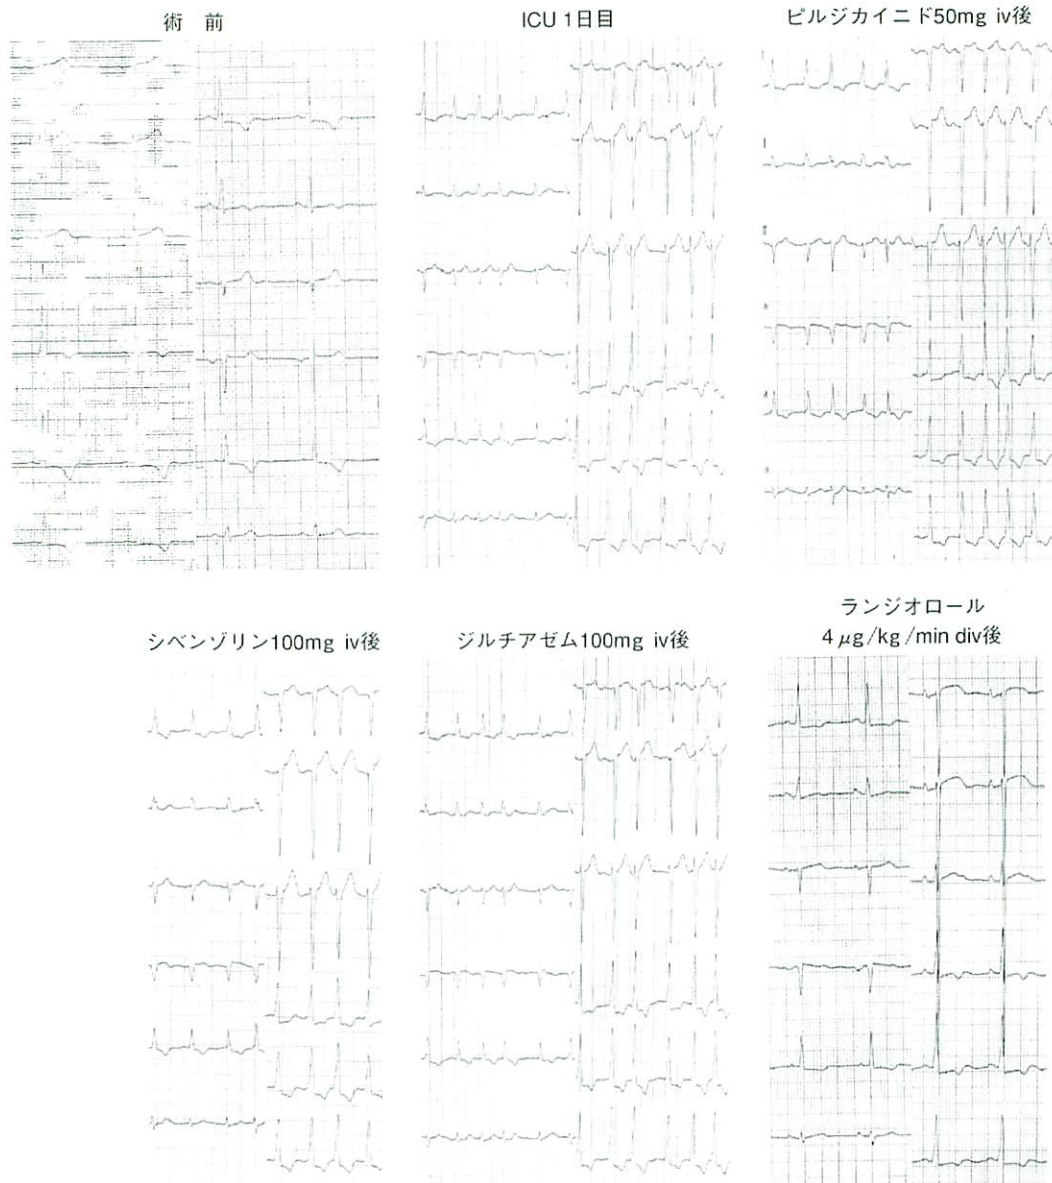 術 前
ICU 1日目
ピルジカイニド50mg iv後
シベンゾリン100mg iv後
ジルチアゼム100mg iv後
ランジオロール
4μg/kg/min div後